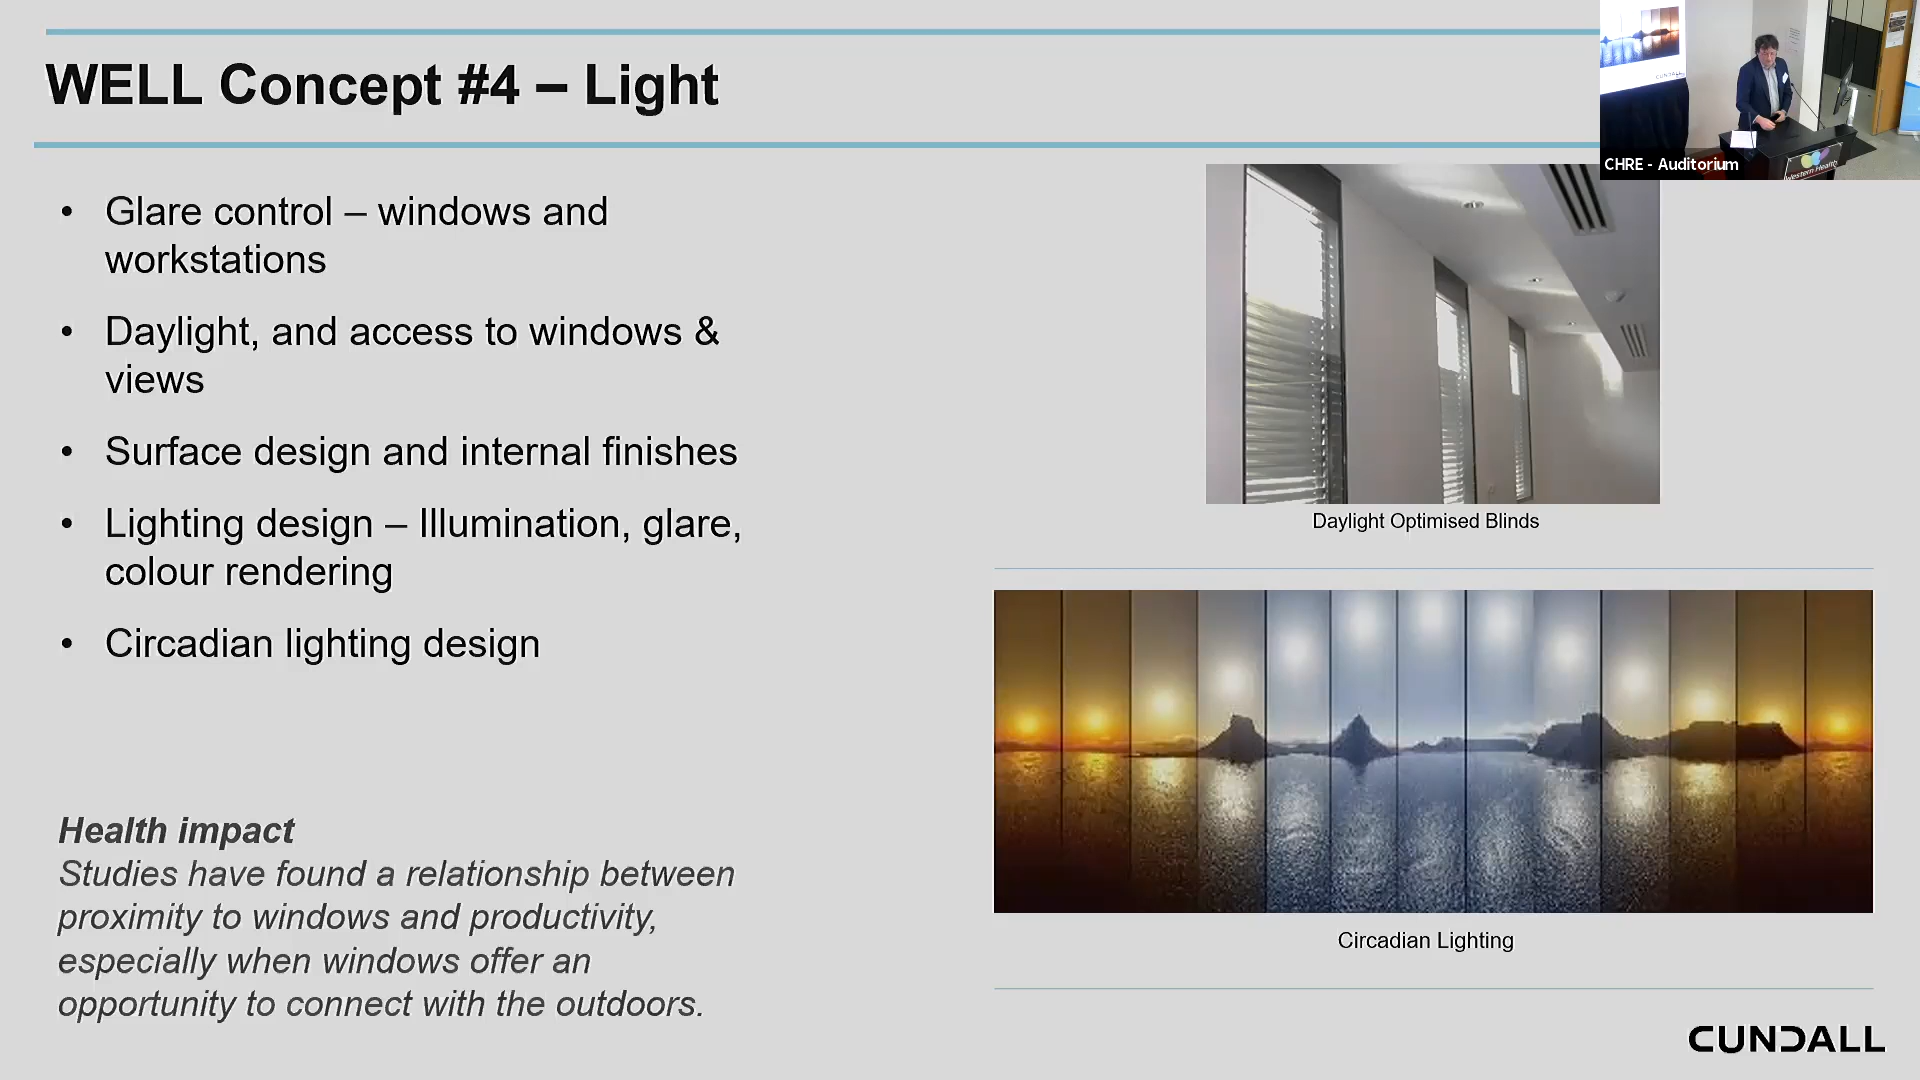 WELL Concept #4 – Light
• Glare control – windows and
workstations
• Daylight, and access to windows &
views
• Surface design and internal finishes
• Lighting design – Illumination, glare,
colour rendering
• Circadian lighting design
Health impact
Studies have found a relationship between
proximity to windows and productivity,
especially when windows offer an
opportunity to connect with the outdoors.
CHRE - Auditorium
Western Health
Daylight Optimised Blinds
Circadian Lighting
CUNDALL